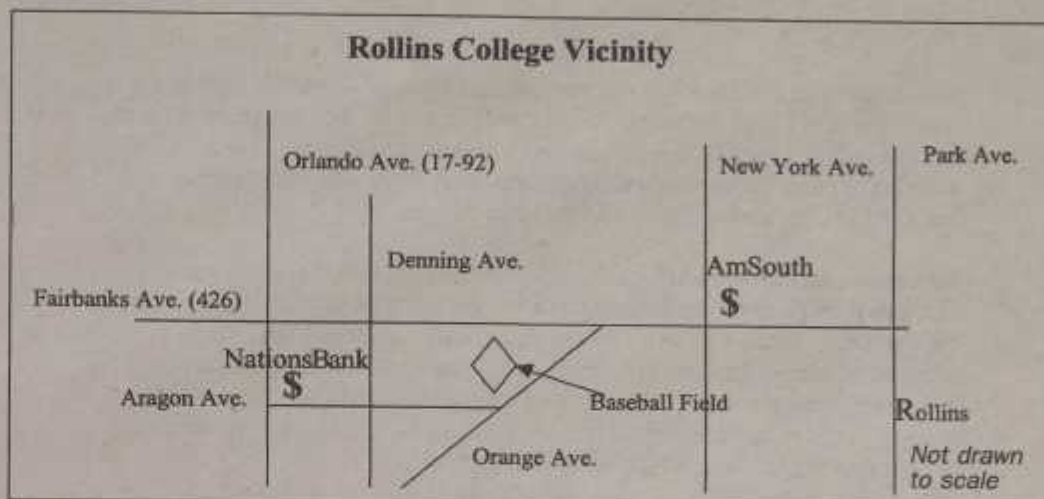 Rollins College Vicinity
Orlando Ave. (17-92)
New York Ave.
Park Ave.
Denning Ave.
AmSouth
$
Fairbanks Ave. (426)
NationsBank
$
Aragon Ave.
Baseball Field
Rollins
Orange Ave.
Not drawn
to scale